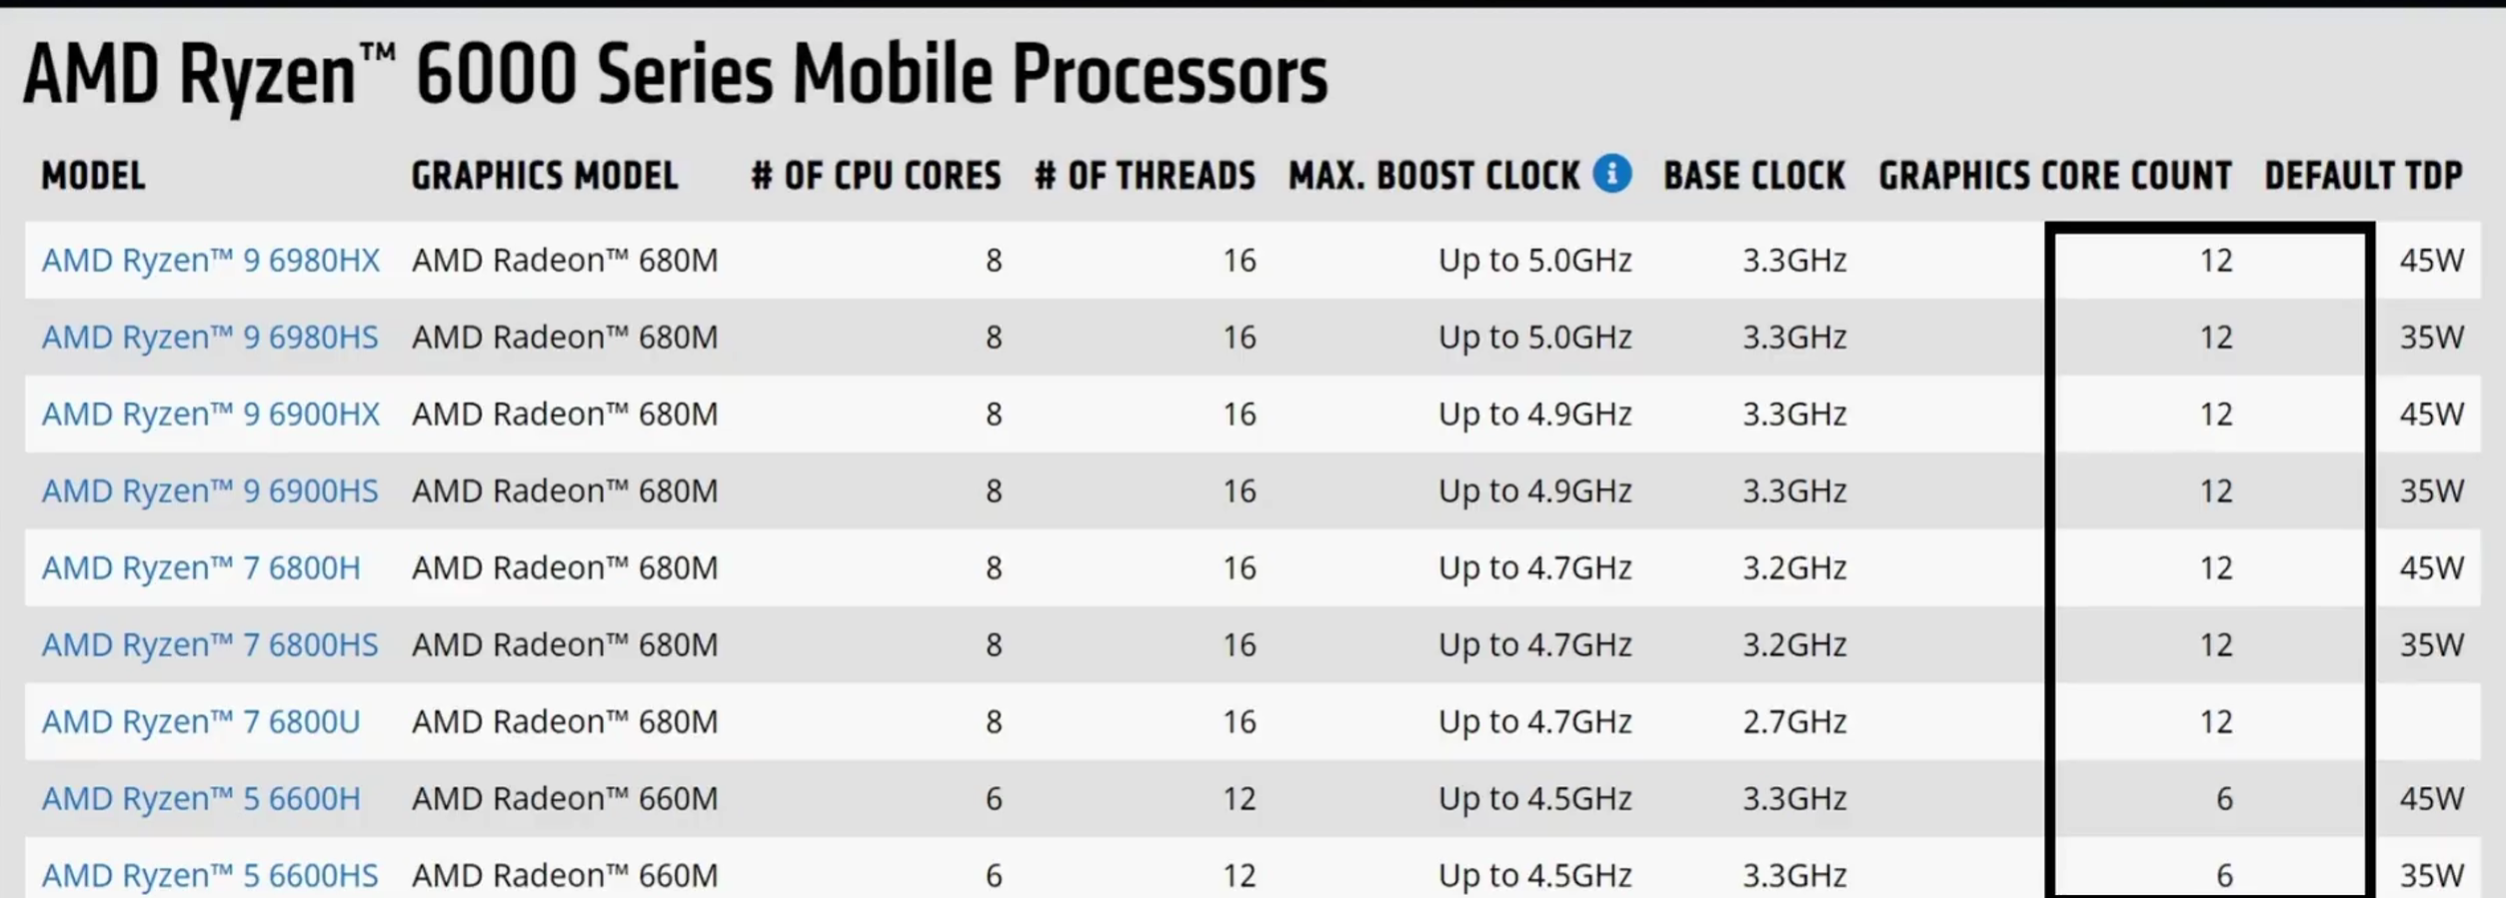 AMD Ryzen™ 6000 Series Mobile Processors
MODEL GRAPHICS MODEL # OF CPU CORES # OF THREADS MAX. BOOST CLOCK i BASE CLOCK GRAPHICS CORE COUNT DEFAULT TDP
AMD Ryzen™ 9 6980HX AMD Radeon™ 680M 8 16 Up to 5.0GHz 3.3GHz 12 45W
AMD Ryzen™ 9 6980HS AMD Radeon™ 680M 8 16 Up to 5.0GHz 3.3GHz 12 35W
AMD Ryzen™ 9 6900HX AMD Radeon™ 680M 8 16 Up to 4.9GHz 3.3GHz 12 45W
AMD Ryzen™ 9 6900HS AMD Radeon™ 680M 8 16 Up to 4.9GHz 3.3GHz 12 35W
AMD Ryzen™ 7 6800H AMD Radeon™ 680M 8 16 Up to 4.7GHz 3.2GHz 12 45W
AMD Ryzen™ 7 6800HS AMD Radeon™ 680M 8 16 Up to 4.7GHz 3.2GHz 12 35W
AMD Ryzen™ 7 6800U AMD Radeon™ 680M 8 16 Up to 4.7GHz 2.7GHz 12
AMD Ryzen™ 5 6600H AMD Radeon™ 660M 6 12 Up to 4.5GHz 3.3GHz 6 45W
AMD Ryzen™ 5 6600HS AMD Radeon™ 660M 6 12 Up to 4.5GHz 3.3GHz 6 35W